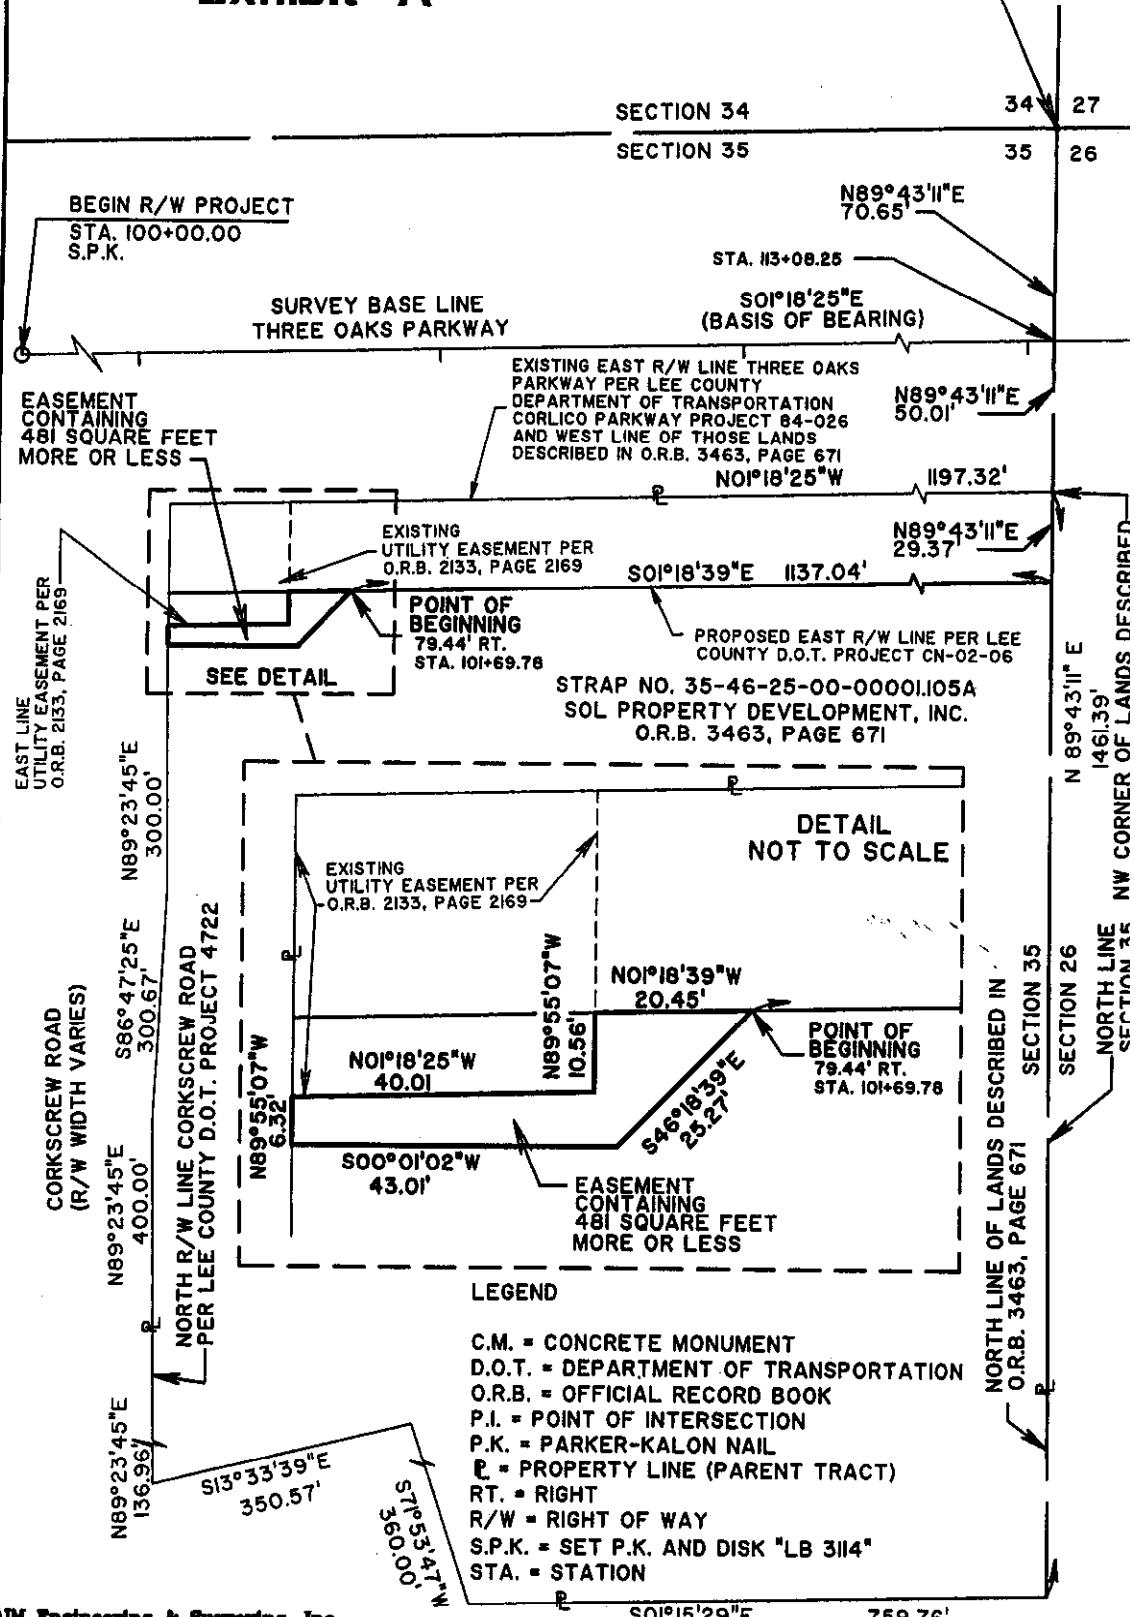 EXHIBIT "A"
SECTION 34
34
27
SECTION 35
35
26
BEGIN R/W PROJECT
STA. 100+00.00
S.P.K.
N89°43'11"E
70.65'
STA. 113+08.25
SURVEY BASE LINE
THREE OAKS PARKWAY
S01°18'25"E
(BASIS OF BEARING)
EXISTING EAST R/W LINE THREE OAKS
PARKWAY PER LEE COUNTY
DEPARTMENT OF TRANSPORTATION
CORLICO PARKWAY PROJECT 84-026
AND WEST LINE OF THOSE LANDS
DESCRIBED IN O.R.B. 3463, PAGE 671
N89°43'11"E
50.01'
EASEMENT
CONTAINING
481 SQUARE FEET
MORE OR LESS
N01°18'25"W
1197.32'
EXISTING
UTILITY EASEMENT PER
O.R.B. 2133, PAGE 2169
N89°43'11"E
29.37'
S01°18'39"E 1137.04'
POINT OF
BEGINNING
79.44' RT.
STA. 101+69.78
PROPOSED EAST R/W LINE PER LEE
COUNTY D.O.T. PROJECT CN-02-06
SEE DETAIL
STRAP NO. 35-46-25-00-00001.105A
SOL PROPERTY DEVELOPMENT, INC.
O.R.B. 3463, PAGE 671
EAST LINE
UTILITY EASEMENT PER
O.R.B. 2133, PAGE 2169
N 89°43'11" E
1461.39'
NW CORNER OF LANDS DESCRIBED
N89°23'45"E
300.00'
DETAIL
NOT TO SCALE
EXISTING
UTILITY EASEMENT PER
O.R.B. 2133, PAGE 2169
S86°47'25"E
300.67'
NORTH R/W LINE CORKSCREW ROAD
PER LEE COUNTY D.O.T. PROJECT 4722
CORKSCREW ROAD
(R/W WIDTH VARIES)
N89°55'07"W
10.56'
N01°18'39"W
20.45'
POINT OF
BEGINNING
79.44' RT.
STA. 101+69.78
N01°18'25"W
40.01
N89°55'07"W
6.32'
S46°18'39"E
25.27'
S00°01'02"W
43.01'
EASEMENT
CONTAINING
481 SQUARE FEET
MORE OR LESS
SECTION 35
SECTION 26
NORTH LINE
SECTION 35
NORTH LINE OF LANDS DESCRIBED IN
O.R.B. 3463, PAGE 671
N89°23'45"E
400.00'
LEGEND
C.M. = CONCRETE MONUMENT
D.O.T. = DEPARTMENT OF TRANSPORTATION
O.R.B. = OFFICIAL RECORD BOOK
P.I. = POINT OF INTERSECTION
P.K. = PARKER-KALON NAIL
℄ = PROPERTY LINE (PARENT TRACT)
RT. = RIGHT
R/W = RIGHT OF WAY
S.P.K. = SET P.K. AND DISK "LB 3114"
STA. = STATION
N89°23'45"E
136.96'
S13°33'39"E
350.57'
S71°53'47"W
360.00'
AIM Engineering & Surveying, Inc.
S01°15'29"E
759.76'